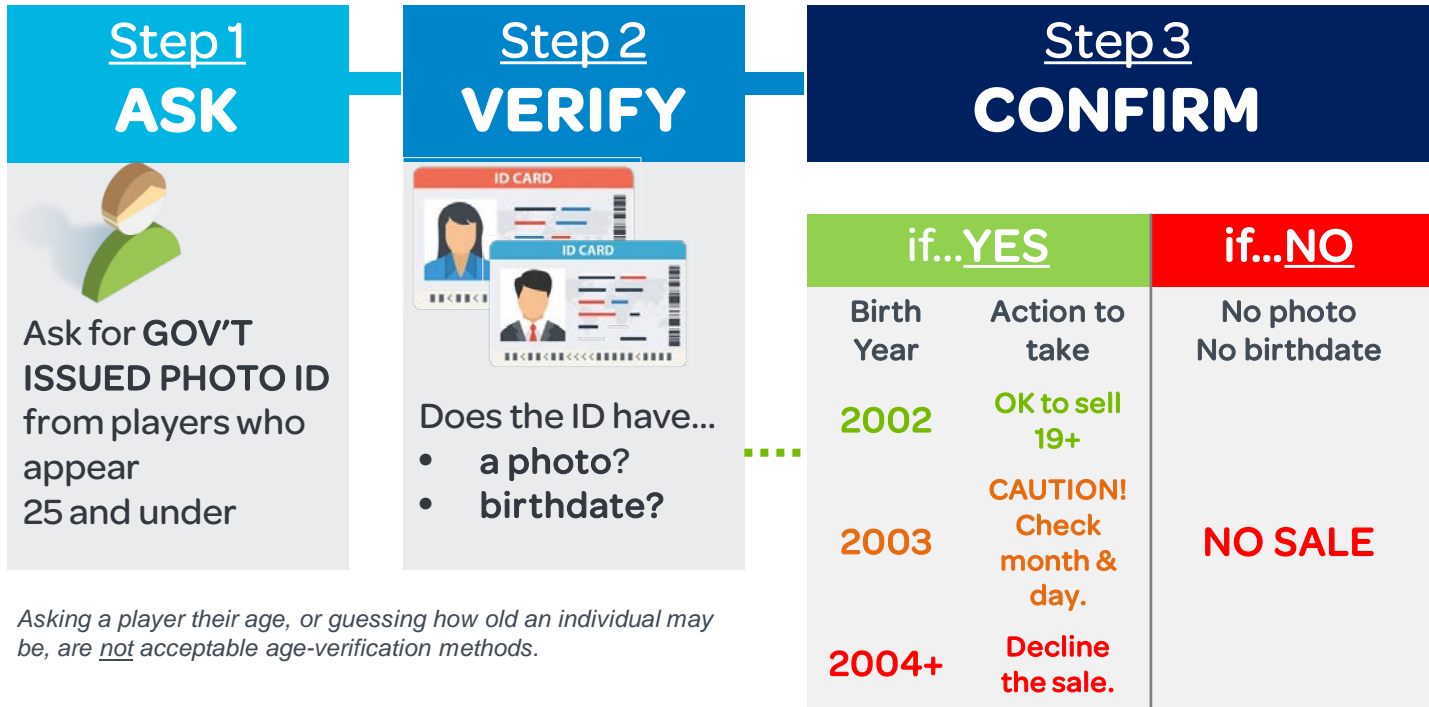 Step 1
ASK
Ask for GOV'T
ISSUED PHOTO ID
from players who
appear
25 and under
Step 2
VERIFY
ID CARD
ID CARD
Does the ID have...
• a photo?
• birthdate?
Asking a player their age, or guessing how old an individual may
be, are not acceptable age-verification methods.
Step 3
CONFIRM
if...YES
Birth
Year
Action to
take
2002
OK to sell
19+
2003
CAUTION!
Check
month &
day.
2004+
Decline
the sale.
if...NO
No photo
No birthdate
NO SALE